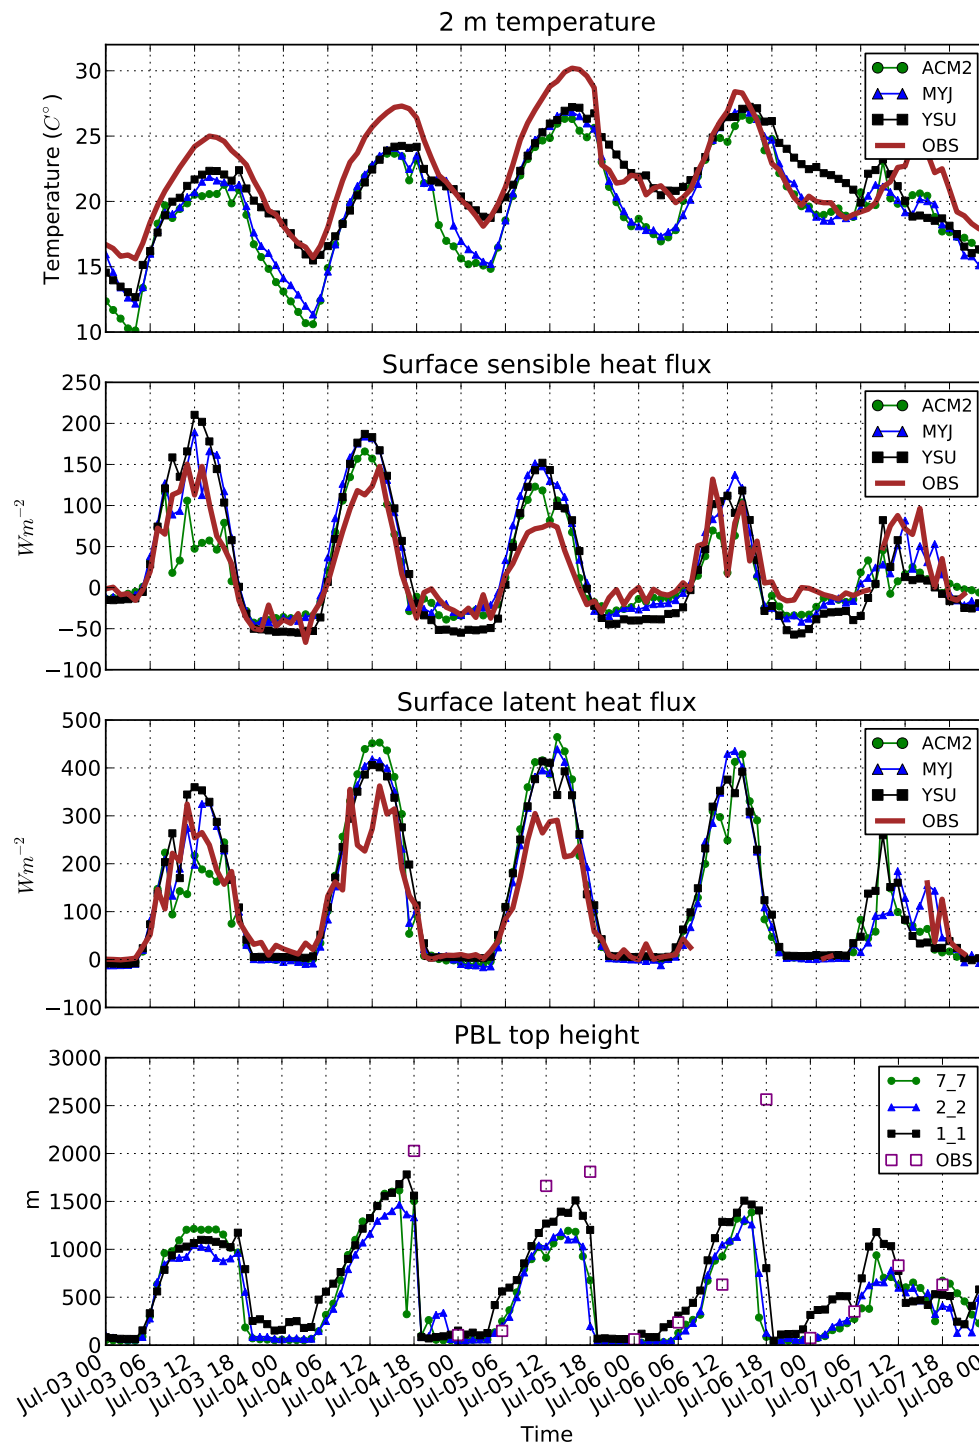 2 m temperature
Temperature (C°)
30
25
20
15
10
ACM2
MYJ
YSU
OBS
Surface sensible heat flux
Wm⁻²
250
200
150
100
50
0
−50
−100
ACM2
MYJ
YSU
OBS
Surface latent heat flux
Wm⁻²
500
400
300
200
100
0
−100
ACM2
MYJ
YSU
OBS
PBL top height
m
3000
2500
2000
1500
1000
500
0
7_7
2_2
1_1
OBS
Jul-03 00
Jul-03 06
Jul-03 12
Jul-03 18
Jul-04 00
Jul-04 06
Jul-04 12
Jul-04 18
Jul-05 00
Jul-05 06
Jul-05 12
Jul-05 18
Jul-06 00
Jul-06 06
Jul-06 12
Jul-06 18
Jul-07 00
Jul-07 06
Jul-07 12
Jul-07 18
Jul-08 00
Time